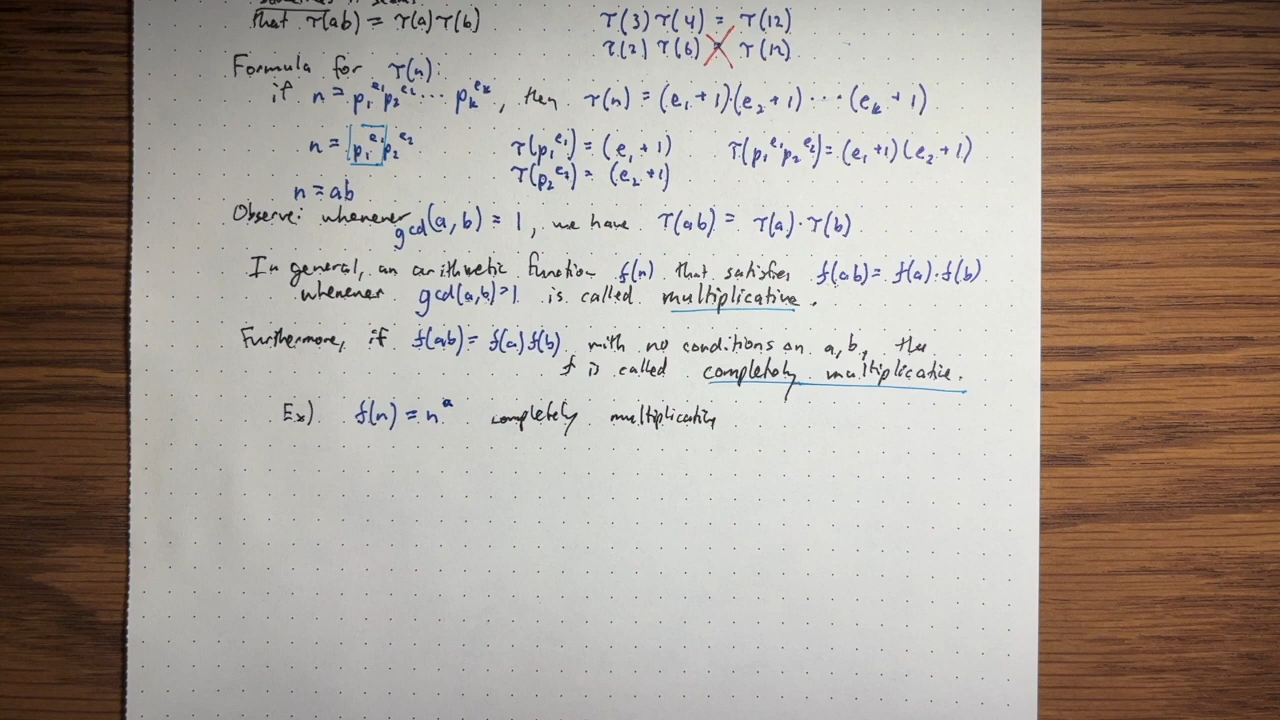 that τ(ab) = τ(a)τ(b) τ(3)τ(4) = τ(12)
τ(2) τ(6) = τ(12)
Formula for τ(n):
if n = p₁^e₁ p₂^e₂ ... pₖ^eₖ, then τ(n) = (e₁+1)·(e₂+1) ... (eₖ+1)
n = p₁^e₁ p₂^e₂ τ(p₁^e₁) = (e₁+1) τ(p₁^e₁ p₂^e₂) = (e₁+1)(e₂+1)
τ(p₂^e₂) = (e₂+1)
n = ab
Observe: whenever gcd(a,b) = 1, we have τ(ab) = τ(a)·τ(b)
In general, an arithmetic function f(n) that satisfies f(ab) = f(a)·f(b)
whenever gcd(a,b)=1 is called multiplicative.
Furthermore, if f(ab) = f(a)f(b) with no conditions on a,b, then
f is called completely multiplicative.
Ex) f(n) = n^a completely multiplicative